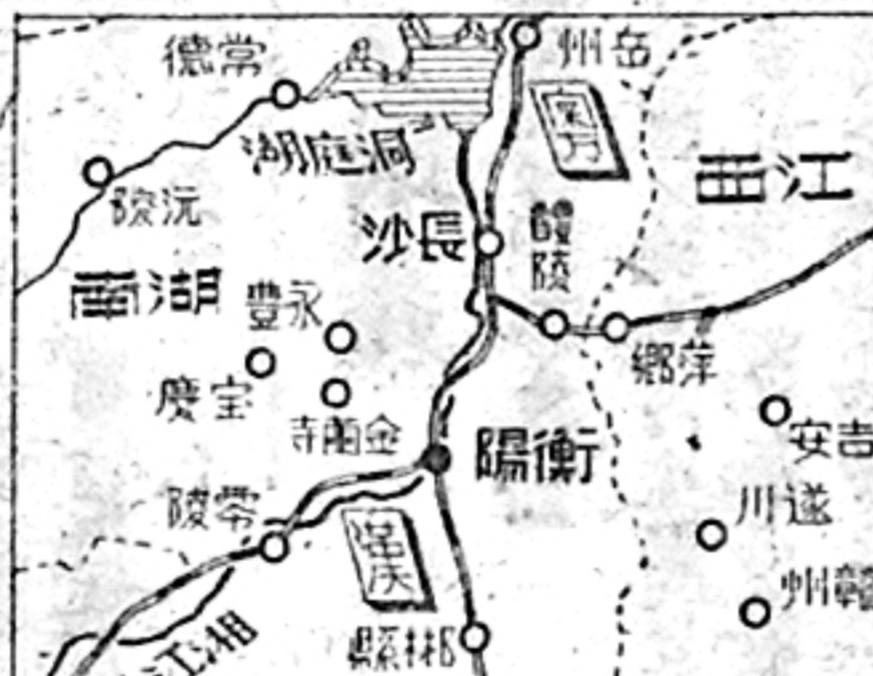 岳州
常德
洞庭湖
江西
沅陵
長沙
醴陵
湖南
永豐
萍郷
宝慶
金蘭寺
衡陽
吉安
零陵
遂川
贛州
湘江
郴縣